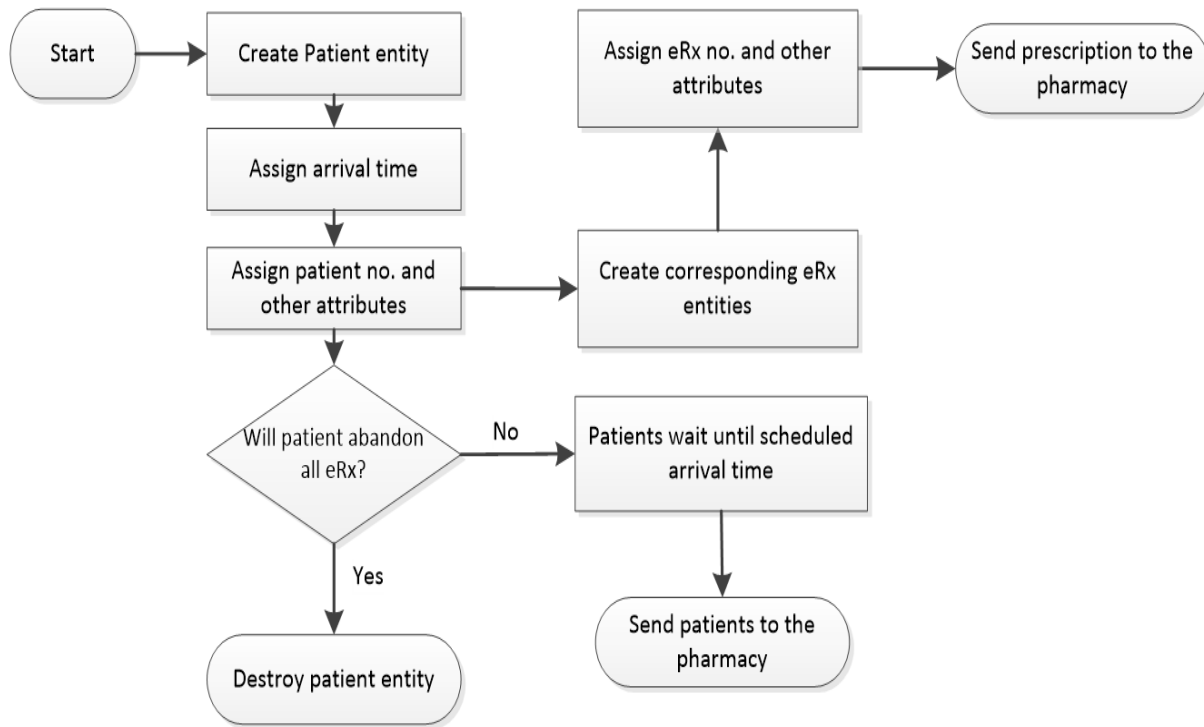 Start
Create Patient entity
Assign arrival time
Assign patient no. and
other attributes
Create corresponding eRx
entities
Assign eRx no. and other
attributes
Send prescription to the
pharmacy
Will patient abandon
all eRx?
No
Patients wait until scheduled
arrival time
Send patients to the
pharmacy
Yes
Destroy patient entity